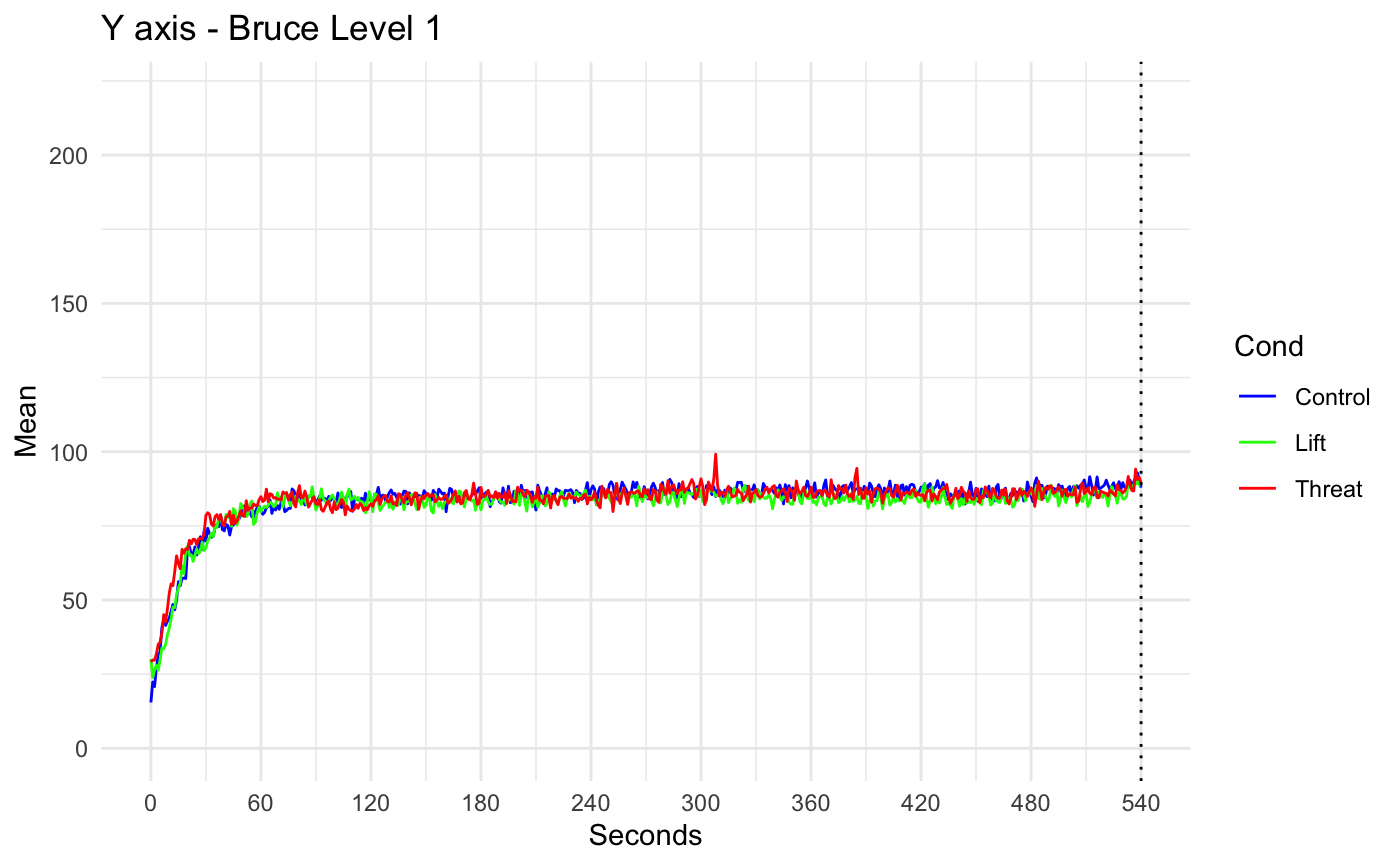 Y axis - Bruce Level 1
Mean
200
150
100
50
0
0 60 120 180 240 300 360 420 480 540
Seconds
Cond
Control
Lift
Threat